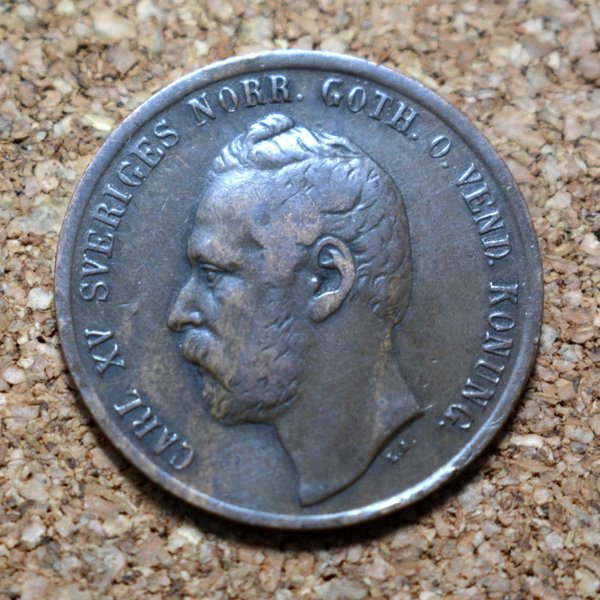 CARL XV SVERIGES NORR. GOTH. O. VEND. KONUNG.
L.A.